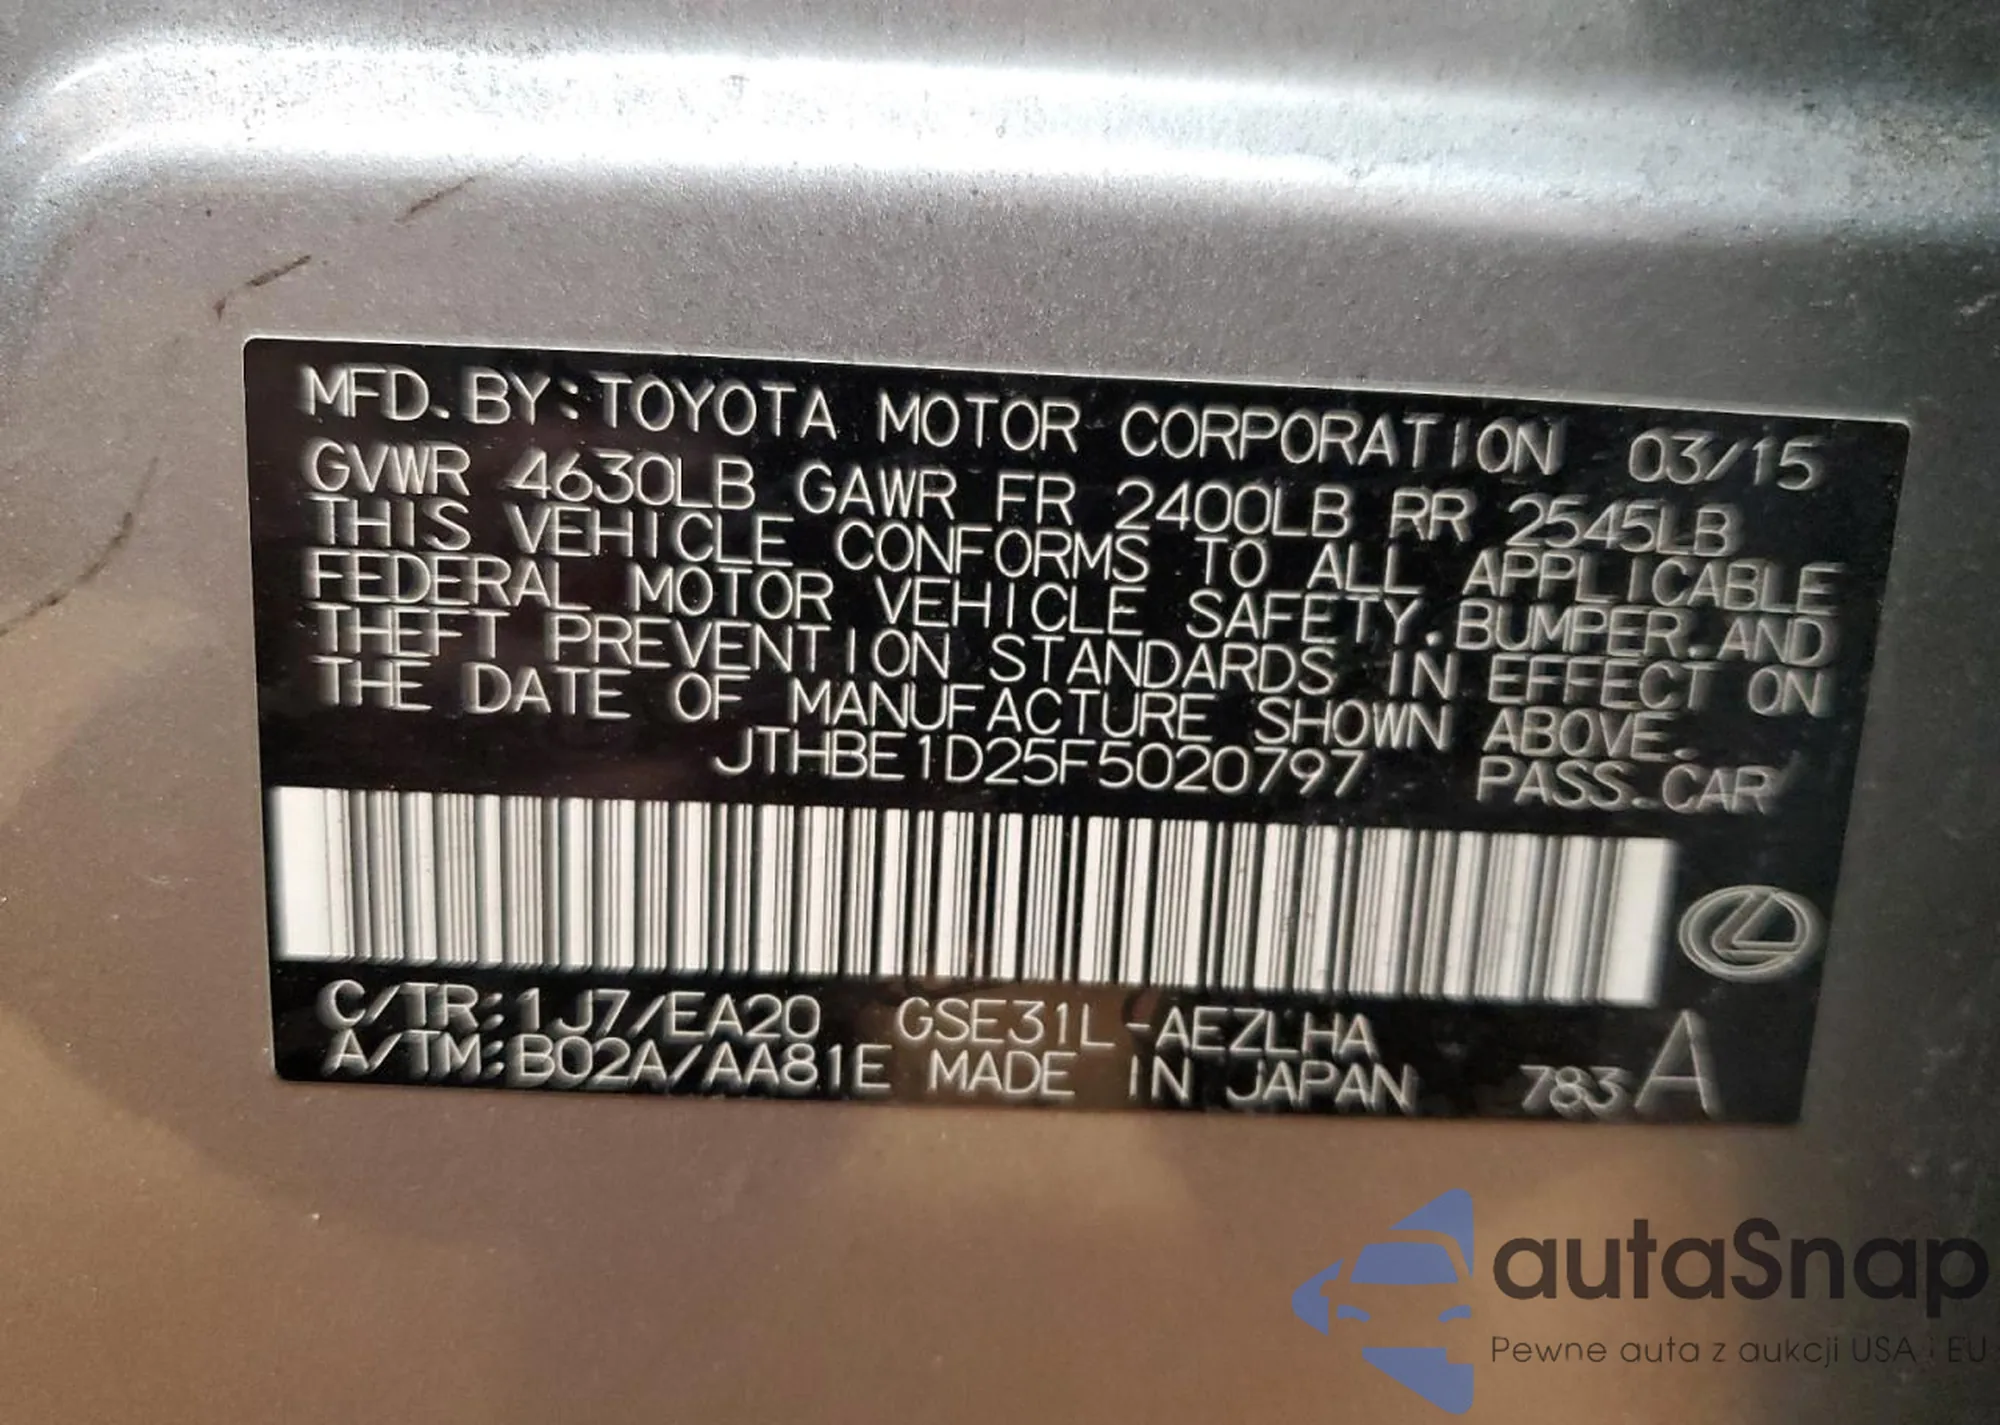 MFD.BY:TOYOTA MOTOR CORPORATION 03/15
GVWR 4630LB GAWR FR 2400LB RR 2545LB
THIS VEHICLE CONFORMS TO ALL APPLICABLE
FEDERAL MOTOR VEHICLE SAFETY.BUMPER.AND
THEFT PREVENTION STANDARDS IN EFFECT ON
THE DATE OF MANUFACTURE SHOWN ABOVE.
JTHBE1D25F5020797 PASS.CAR
C/TR:1J7/EA20 GSE31L-AEZLHA
A/TM:B02A/AA81E MADE IN JAPAN 783A
autaSnap
Pewne auta z aukcji USA i EU